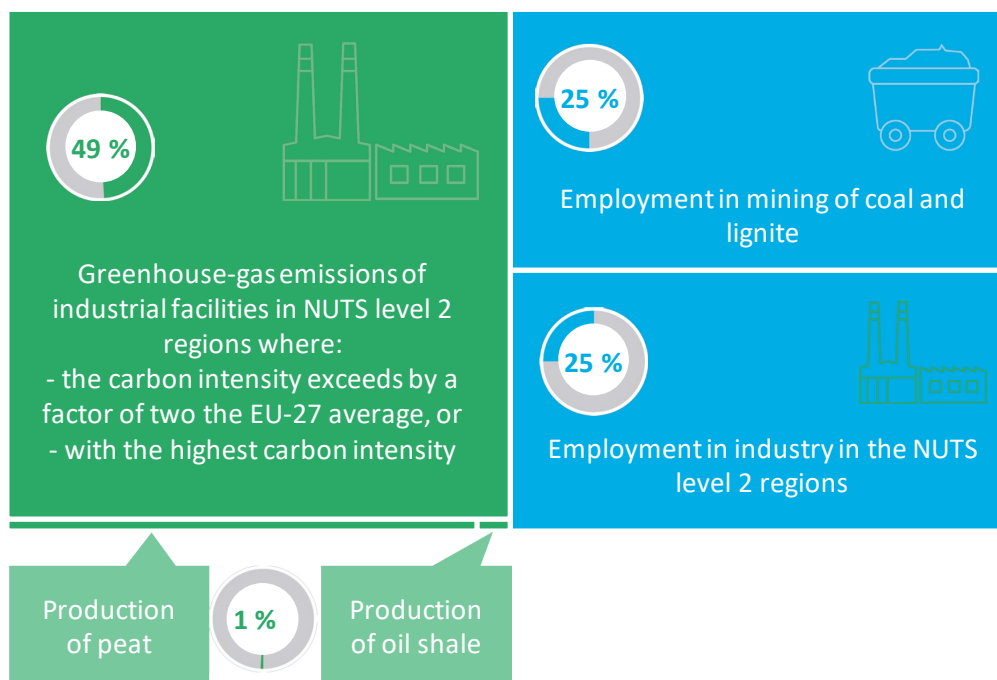 49 %
Greenhouse-gas emissions of
industrial facilities in NUTS level 2
regions where:
- the carbon intensity exceeds by a
factor of two the EU-27 average, or
- with the highest carbon intensity
25 %
Employment in mining of coal and
lignite
25 %
Employment in industry in the NUTS
level 2 regions
Production
of peat
1 %
Production
of oil shale